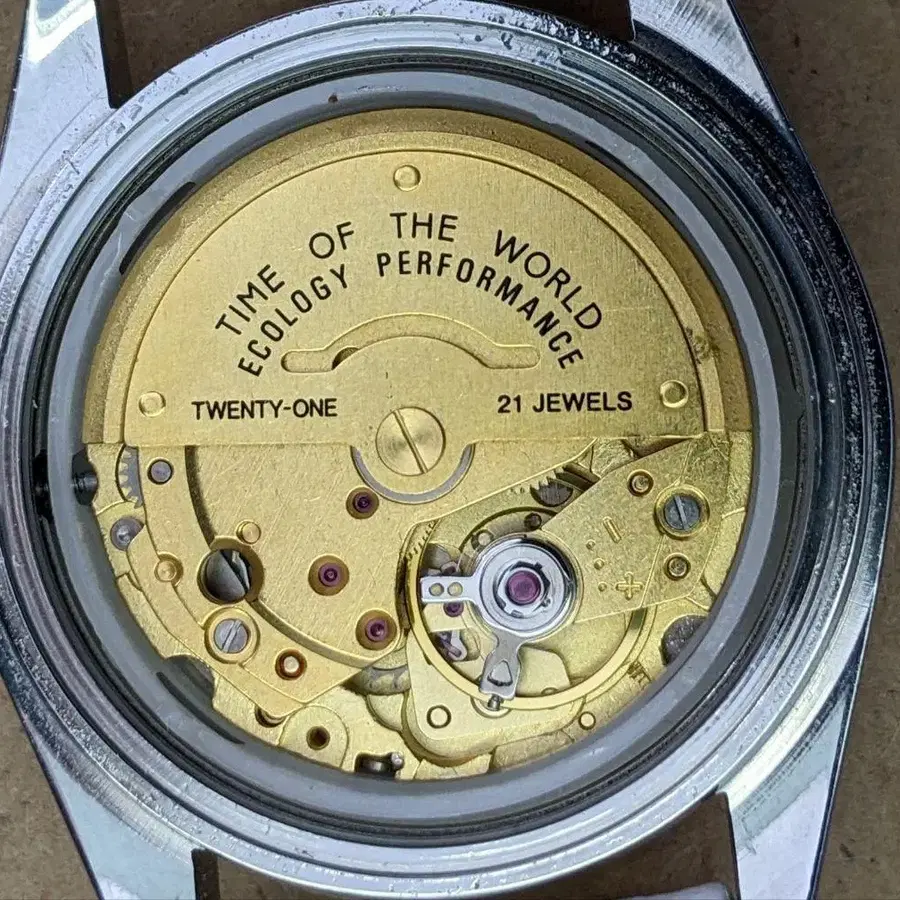 TIME OF THE WORLD
ECOLOGY PERFORMANCE
TWENTY-ONE
21 JEWELS
−
+